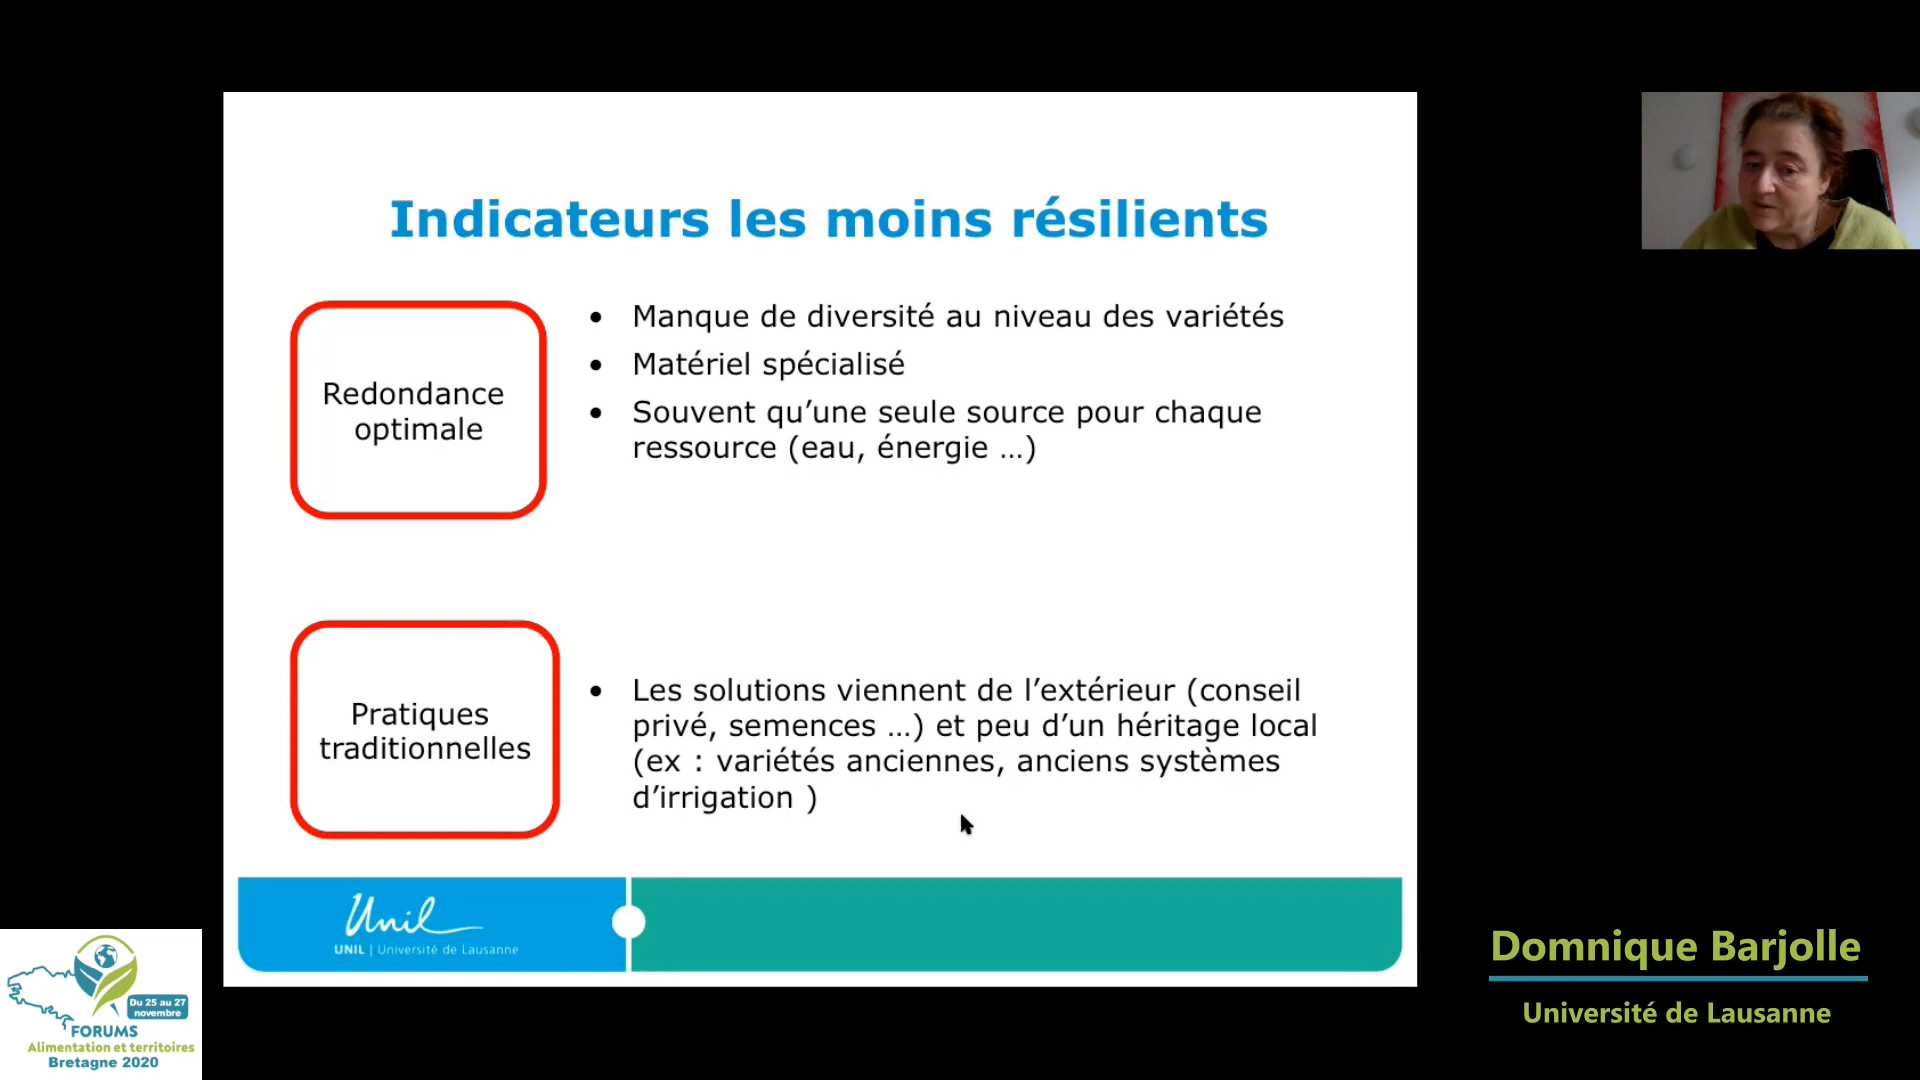 Indicateurs les moins résilients
Redondance
optimale
• Manque de diversité au niveau des variétés
• Matériel spécialisé
• Souvent qu’une seule source pour chaque
ressource (eau, énergie …)
Pratiques
traditionnelles
• Les solutions viennent de l’extérieur (conseil
privé, semences …) et peu d’un héritage local
(ex : variétés anciennes, anciens systèmes
d’irrigation )
Unil
UNIL | Université de Lausanne
Du 25 au 27
novembre
FORUMS
Alimentation et territoires
Bretagne 2020
Domnique Barjolle
Université de Lausanne